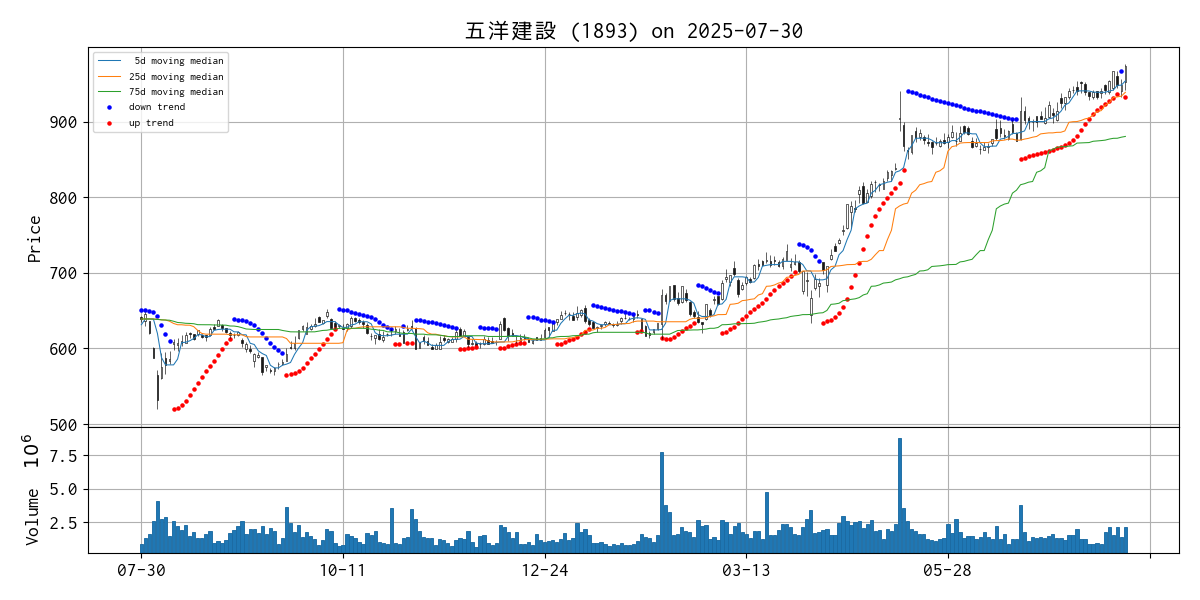 五洋建設 (1893) on 2025-07-30
5d moving median
25d moving median
75d moving median
down trend
up trend
Price
900
800
700
600
500
Volume 10^6
7.5
5.0
2.5
07-30 10-11 12-24 03-13 05-28